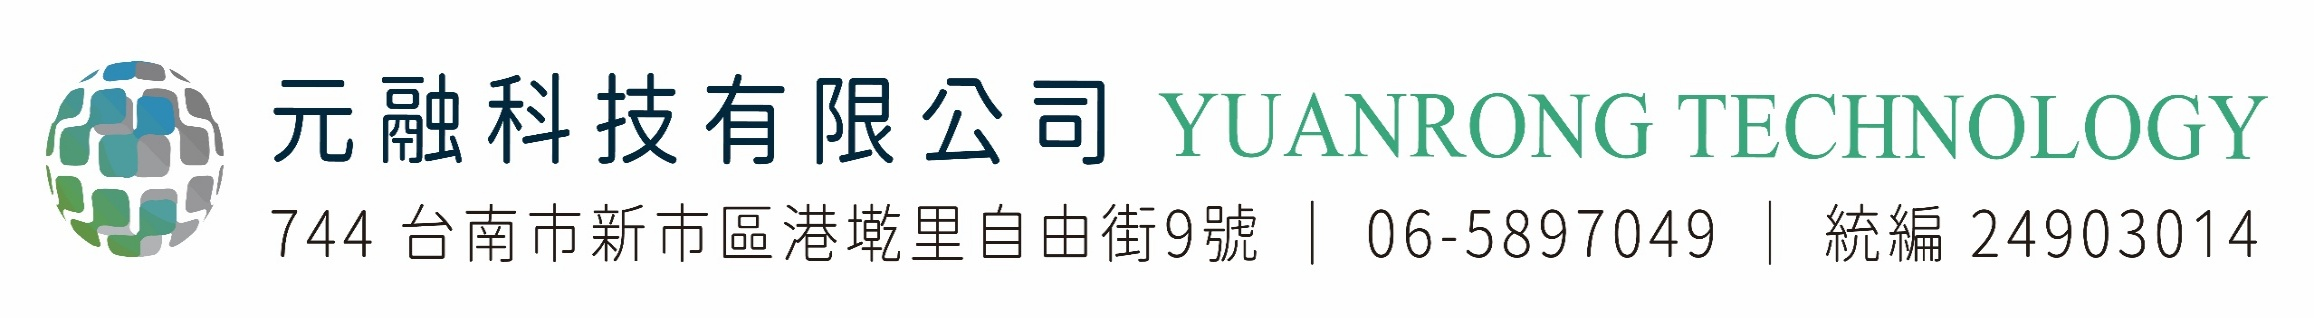 元融科技有限公司 YUANRONG TECHNOLOGY
744 台南市新市區港墘里自由街9號｜06-5897049｜統編 24903014